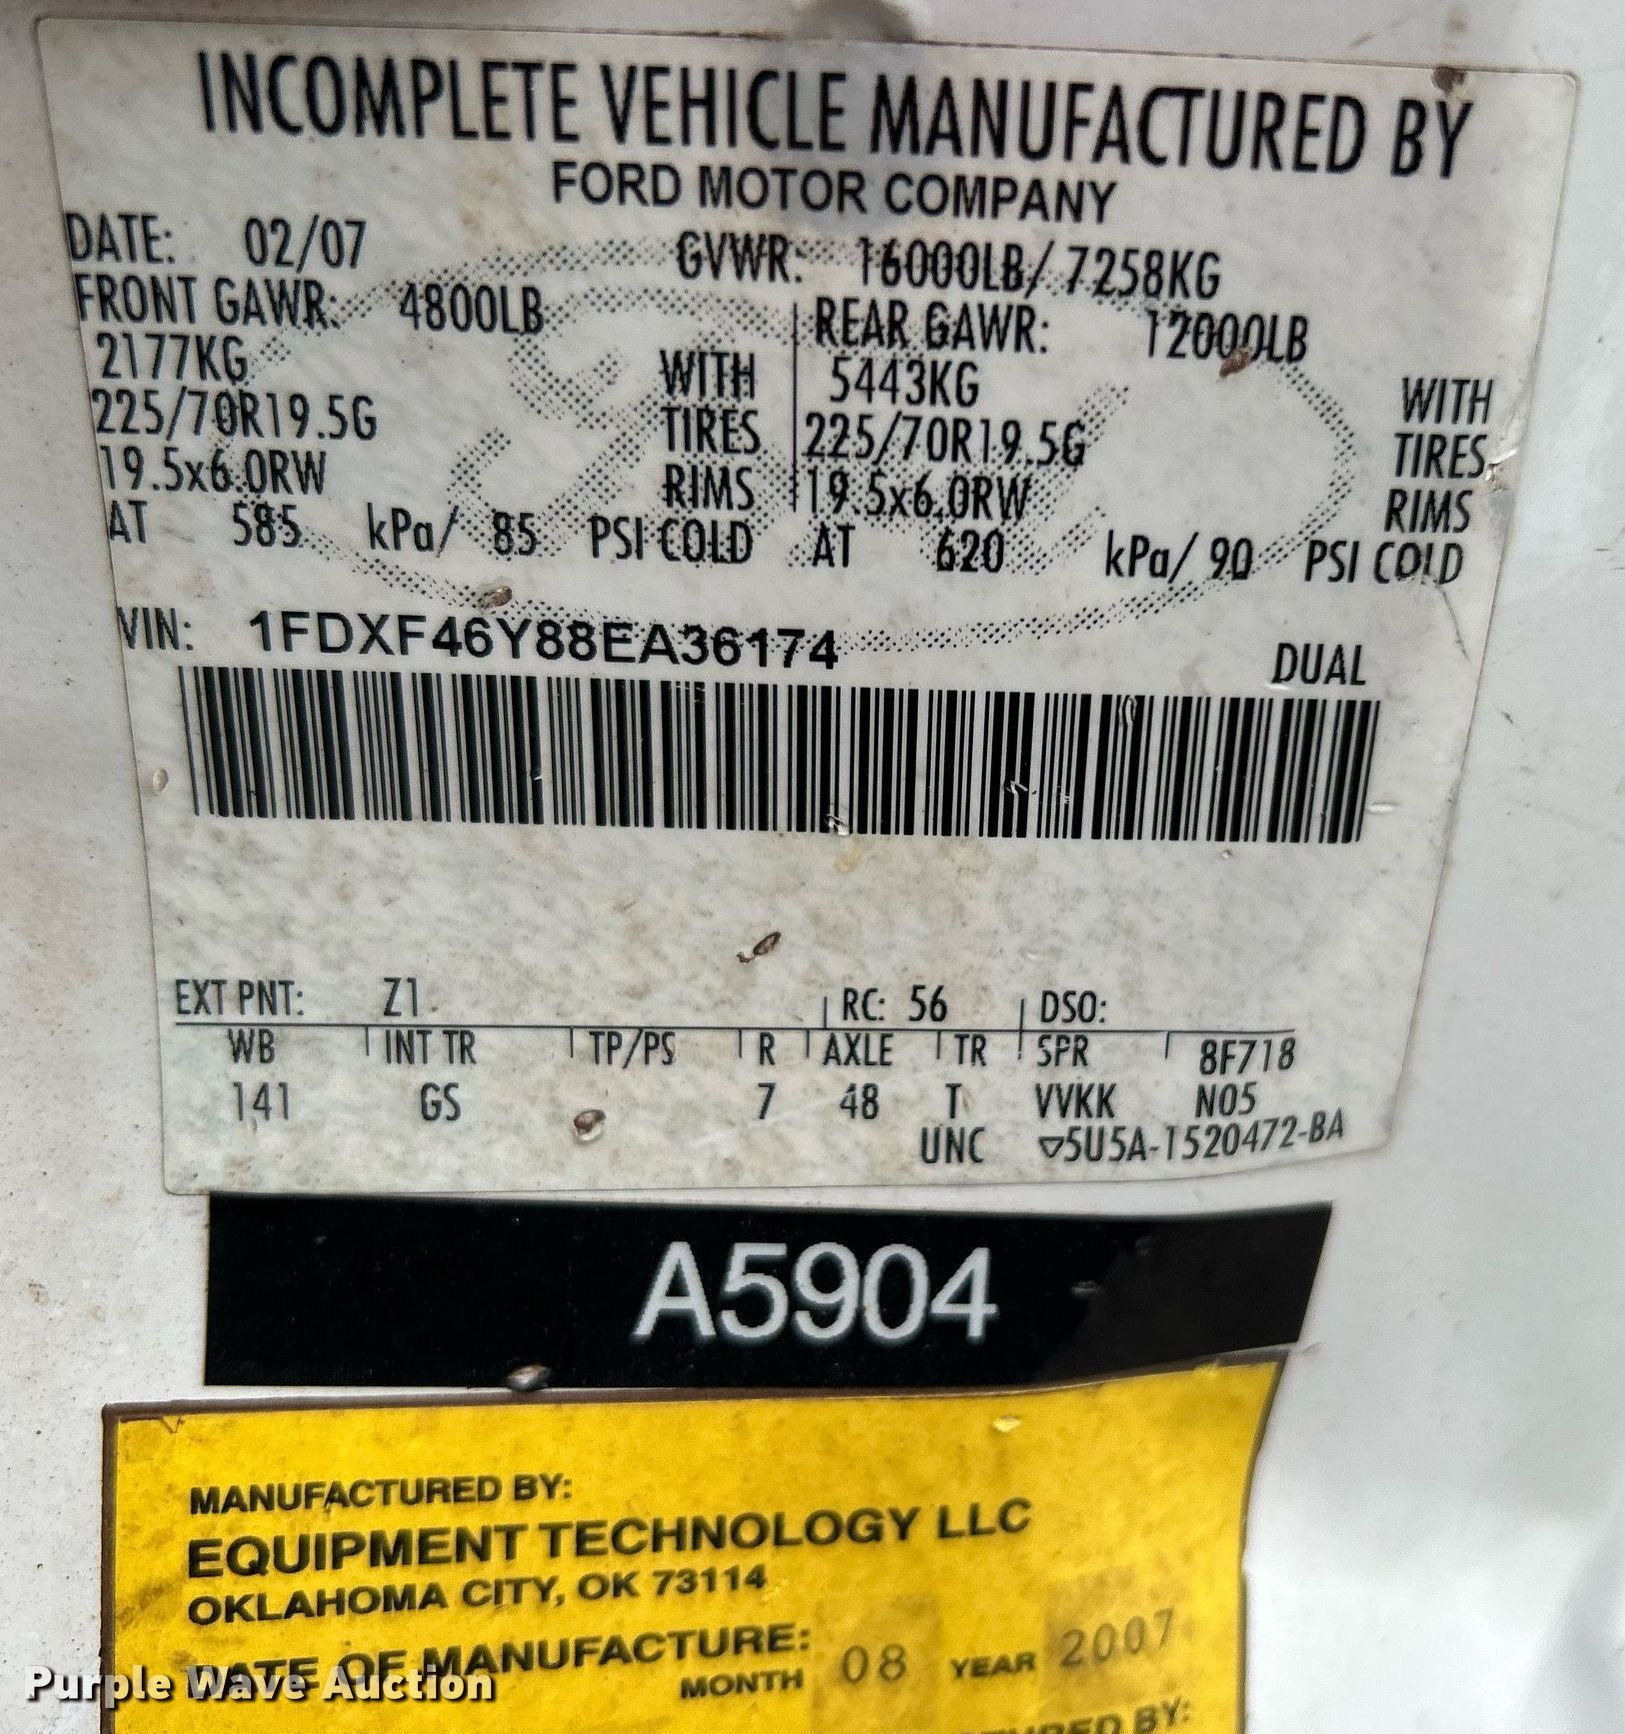 INCOMPLETE VEHICLE MANUFACTURED BY
FORD MOTOR COMPANY
DATE: 02/07 GVWR: 16000LB/ 7258KG
FRONT GAWR: 4800LB REAR GAWR: 12000LB
2177KG WITH 5443KG WITH
225/70R19.5G TIRES 225/70R19.5G TIRES
19.5x6.0RW RIMS 19.5x6.0RW RIMS
AT 585 kPa/ 85 PSI COLD AT 620 kPa/ 90 PSI COLD
VIN: 1FDXF46Y88EA36174
DUAL
EXT PNT: Z1 RC: 56 DSO:
WB INT TR TP/PS R AXLE TR SPR 8F718
141 GS 7 48 T VVKK N05
UNC ▽5U5A-1520472-BA
A5904
MANUFACTURED BY:
EQUIPMENT TECHNOLOGY LLC
OKLAHOMA CITY, OK 73114
DATE OF MANUFACTURE:
MONTH 08 YEAR 2007
BY:
Purple Wave Auction